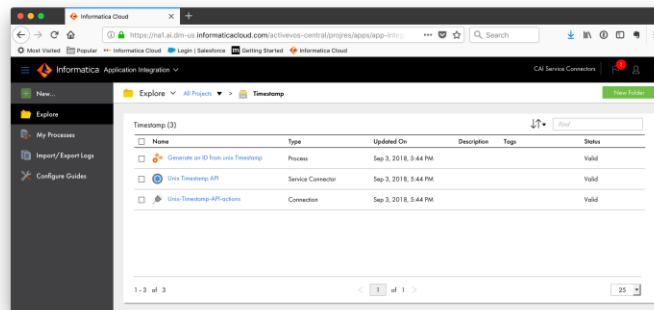 Informatica Cloud
https://na1.ai.dm-us.informaticacloud.com/activevos-central/projres/apps/app-integ
Search
Most Visited Popular Informatica Cloud Login | Salesforce Getting Started Informatica Cloud
Informatica Application Integration CAI Service Connectors
New... Explore All Projects > Timestamp New Folder
Explore
My Processes
Import/Export Logs
Configure Guides
Timestamp (3) Find
Name Type Updated On Description Tags Status
Generate an ID from unix Timestamp Process Sep 3, 2018, 5:44 PM Valid
Unix Timestamp API Service Connector Sep 3, 2018, 5:44 PM Valid
Unix-Timestamp-API-actions Connection Sep 3, 2018, 5:44 PM Valid
1-3 of 3 < 1 of 1 > 25